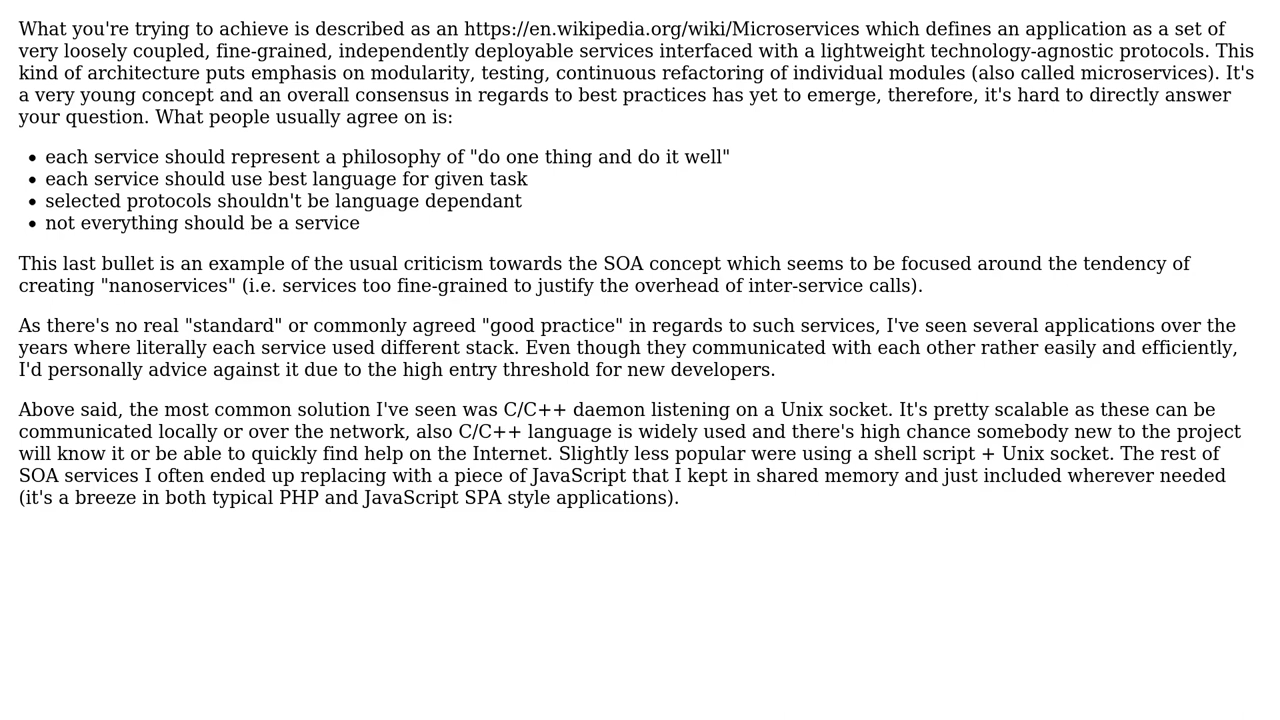 What you're trying to achieve is described as an https://en.wikipedia.org/wiki/Microservices which defines an application as a set of
very loosely coupled, fine-grained, independently deployable services interfaced with a lightweight technology-agnostic protocols. This
kind of architecture puts emphasis on modularity, testing, continuous refactoring of individual modules (also called microservices). It's
a very young concept and an overall consensus in regards to best practices has yet to emerge, therefore, it's hard to directly answer
your question. What people usually agree on is:
• each service should represent a philosophy of "do one thing and do it well"
• each service should use best language for given task
• selected protocols shouldn't be language dependant
• not everything should be a service
This last bullet is an example of the usual criticism towards the SOA concept which seems to be focused around the tendency of
creating "nanoservices" (i.e. services too fine-grained to justify the overhead of inter-service calls).
As there's no real "standard" or commonly agreed "good practice" in regards to such services, I've seen several applications over the
years where literally each service used different stack. Even though they communicated with each other rather easily and efficiently,
I'd personally advice against it due to the high entry threshold for new developers.
Above said, the most common solution I've seen was C/C++ daemon listening on a Unix socket. It's pretty scalable as these can be
communicated locally or over the network, also C/C++ language is widely used and there's high chance somebody new to the project
will know it or be able to quickly find help on the Internet. Slightly less popular were using a shell script + Unix socket. The rest of
SOA services I often ended up replacing with a piece of JavaScript that I kept in shared memory and just included wherever needed
(it's a breeze in both typical PHP and JavaScript SPA style applications).